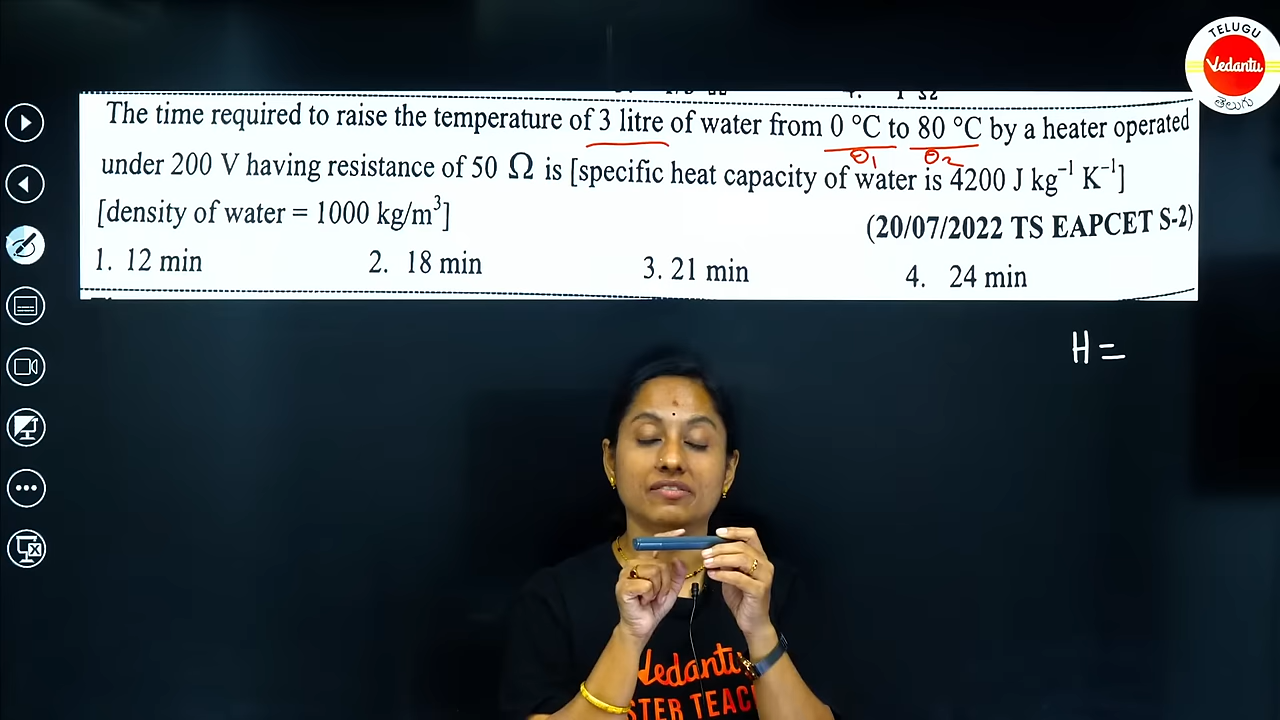 TELUGU
Vedantu
తెలుగు
The time required to raise the temperature of 3 litre of water from 0 °C to 80 °C by a heater operated
θ₁ θ₂
under 200 V having resistance of 50 Ω is [specific heat capacity of water is 4200 J kg⁻¹ K⁻¹]
[density of water = 1000 kg/m³]
(20/07/2022 TS EAPCET S-2)
1. 12 min 2. 18 min 3. 21 min 4. 24 min
H =
Vedantu
STER TEAC